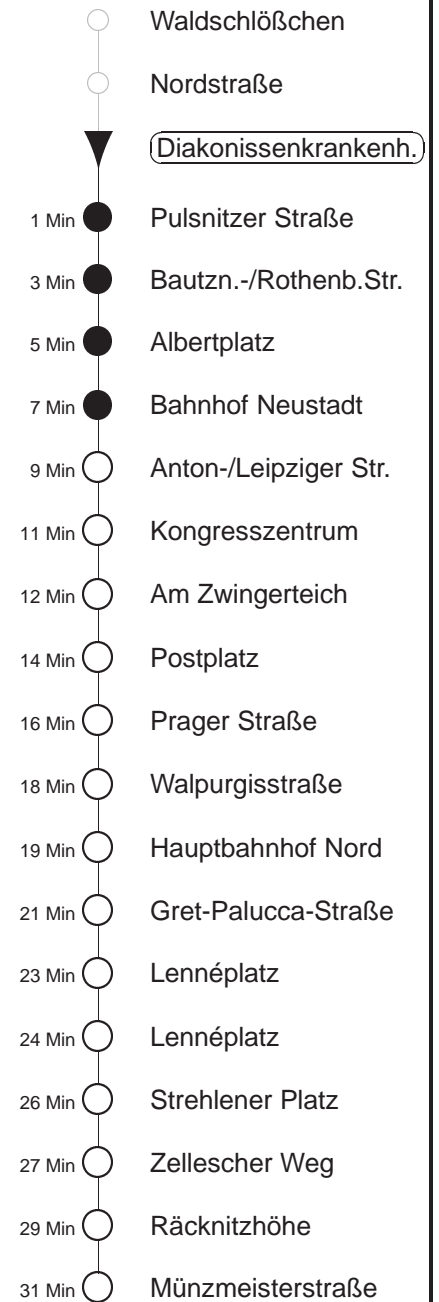 Waldschlößchen
Nordstraße
Diakonissenkrankenh.
1 Min Pulsnitzer Straße
3 Min Bautzn.-/Rothenb.Str.
5 Min Albertplatz
7 Min Bahnhof Neustadt
9 Min Anton-/Leipziger Str.
11 Min Kongresszentrum
12 Min Am Zwingerteich
14 Min Postplatz
16 Min Prager Straße
18 Min Walpurgisstraße
19 Min Hauptbahnhof Nord
21 Min Gret-Palucca-Straße
23 Min Lennéplatz
24 Min Lennéplatz
26 Min Strehlener Platz
27 Min Zellescher Weg
29 Min Räcknitzhöhe
31 Min Münzmeisterstraße